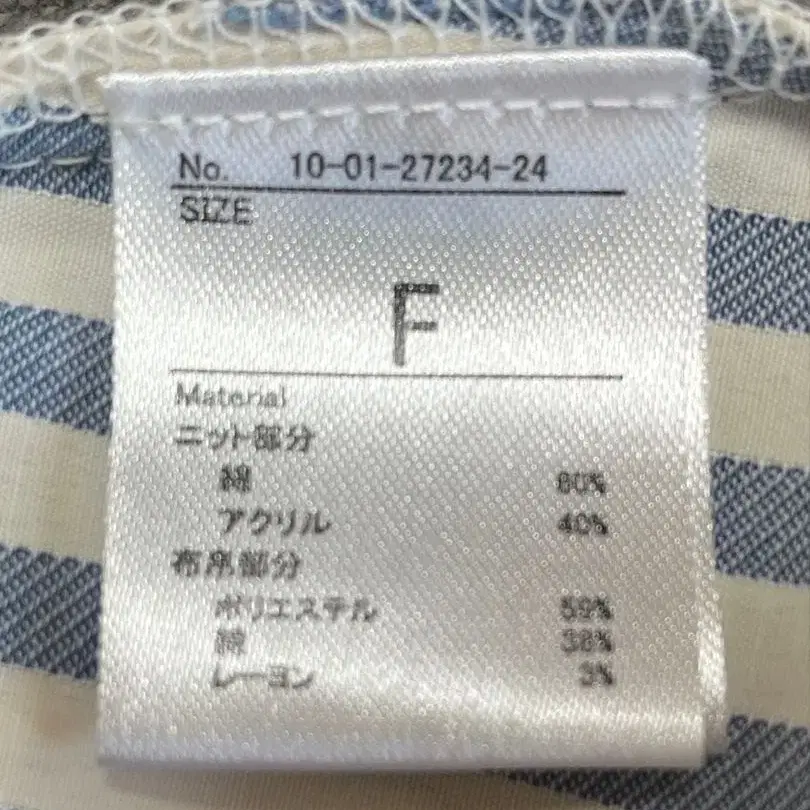 No. 10-01-27234-24
SIZE
F
Material
ニット部分
綿 60%
アクリル 40%
布帛部分
ポリエステル 59%
綿 38%
レーヨン 3%